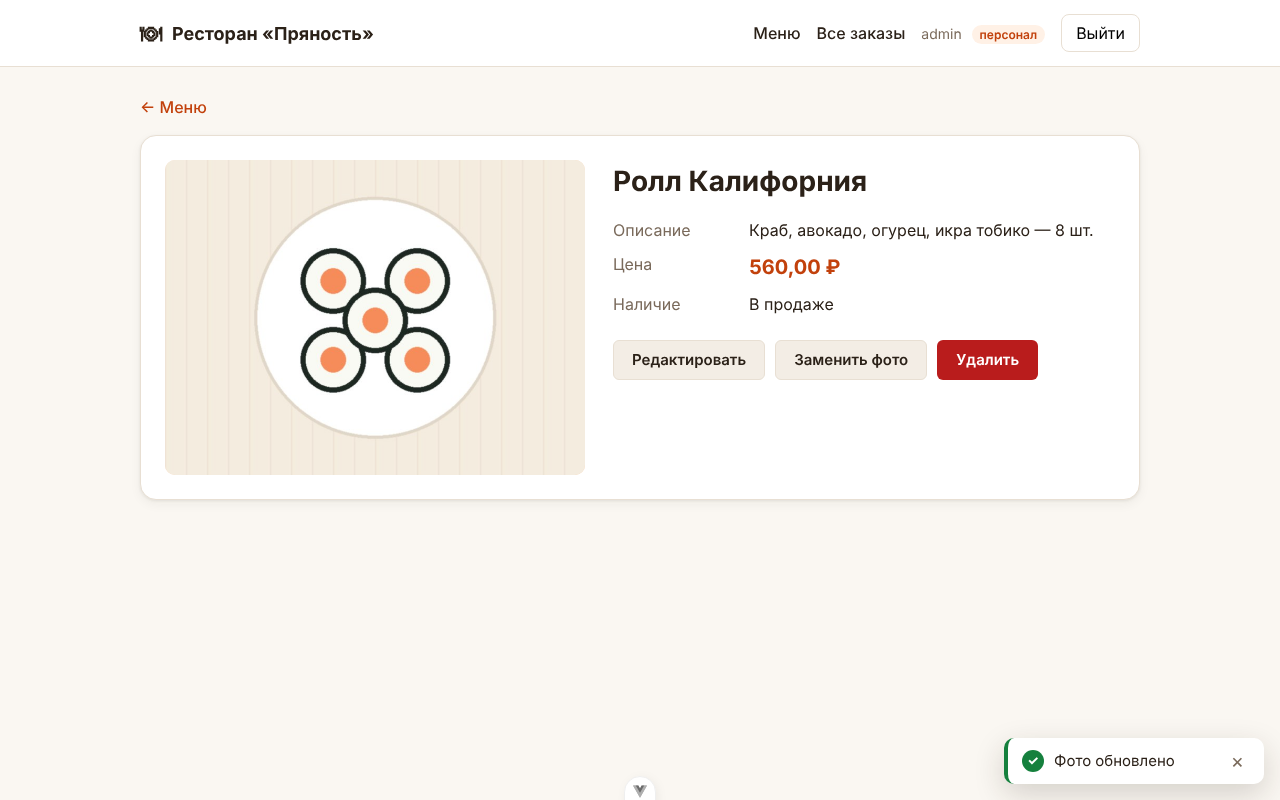 Ресторан «Пряность»
Меню
Все заказы
admin
персонал
Выйти
← Меню
Ролл Калифорния
Описание
Краб, авокадо, огурец, икра тобико — 8 шт.
Цена
560,00 ₽
Наличие
В продаже
Редактировать
Заменить фото
Удалить
Фото обновлено